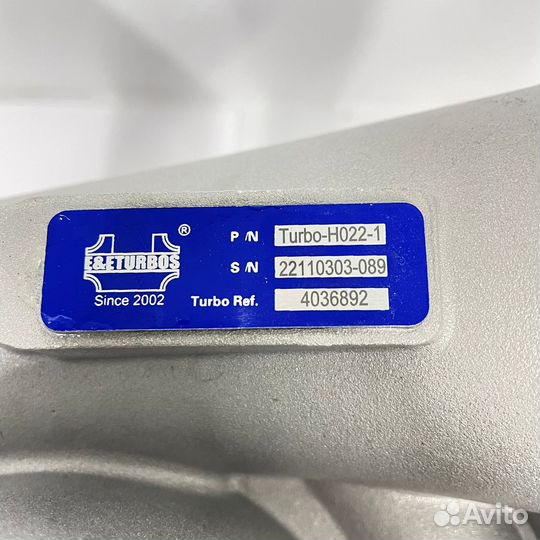 E&ETURBOS®
Since 2002
P/N Turbo-H022-1
S/N 22110303-089
Turbo Ref. 4036892
Avito